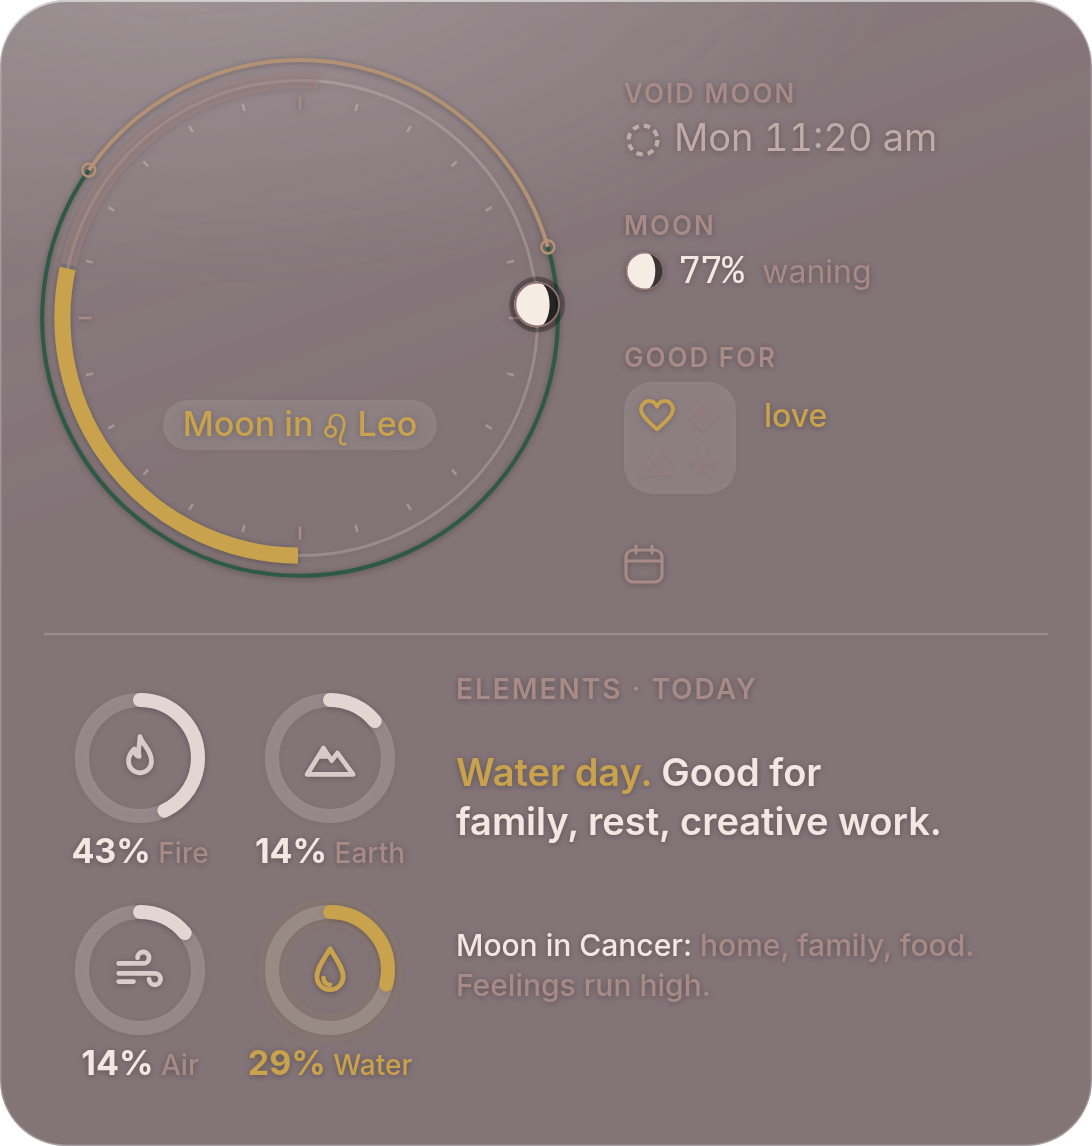 VOID MOON
Mon 11:20 am
MOON
77% waning
GOOD FOR
love
Moon in ♌ Leo
ELEMENTS · TODAY
Water day. Good for
family, rest, creative work.
Moon in Cancer: home, family, food.
Feelings run high.
43% Fire
14% Earth
14% Air
29% Water